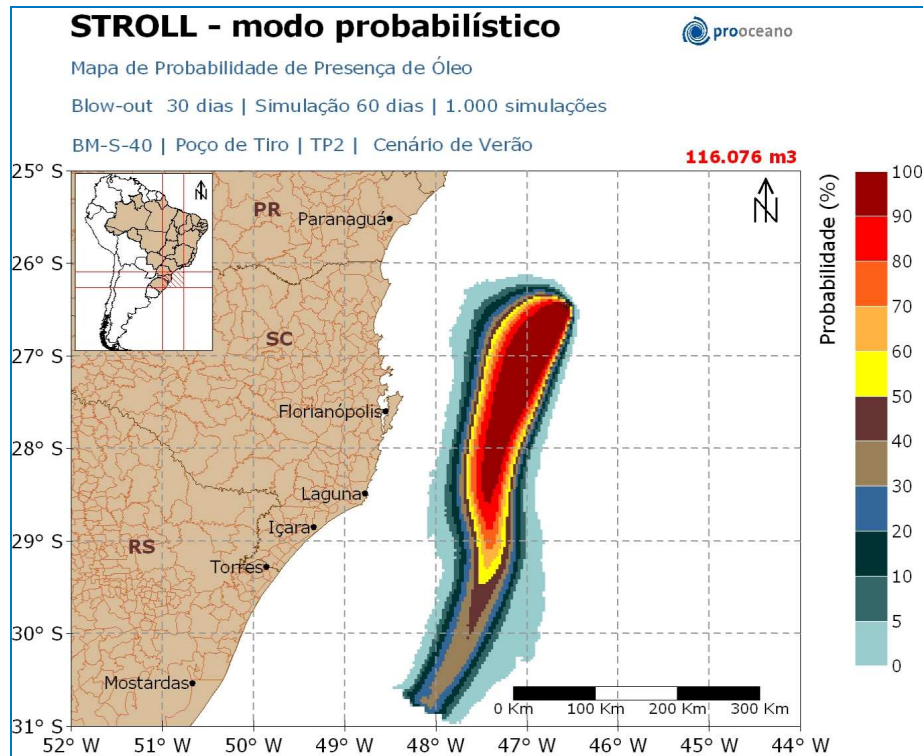 STROLL - modo probabilístico
prooceano
Mapa de Probabilidade de Presença de Óleo
Blow-out 30 dias | Simulação 60 dias | 1.000 simulações
BM-S-40 | Poço de Tiro | TP2 | Cenário de Verão
116.076 m3
25° S
26° S
27° S
28° S
29° S
30° S
31° S
N
N
PR
Paranaguá
SC
Florianópolis
Laguna
Içara
RS
Torres
Mostardas
0 Km 100 Km 200 Km 300 Km
52° W 51° W 50° W 49° W 48° W 47° W 46° W 45° W 44° W
Probabilidade (%)
100
90
80
70
60
50
40
30
20
10
5
0